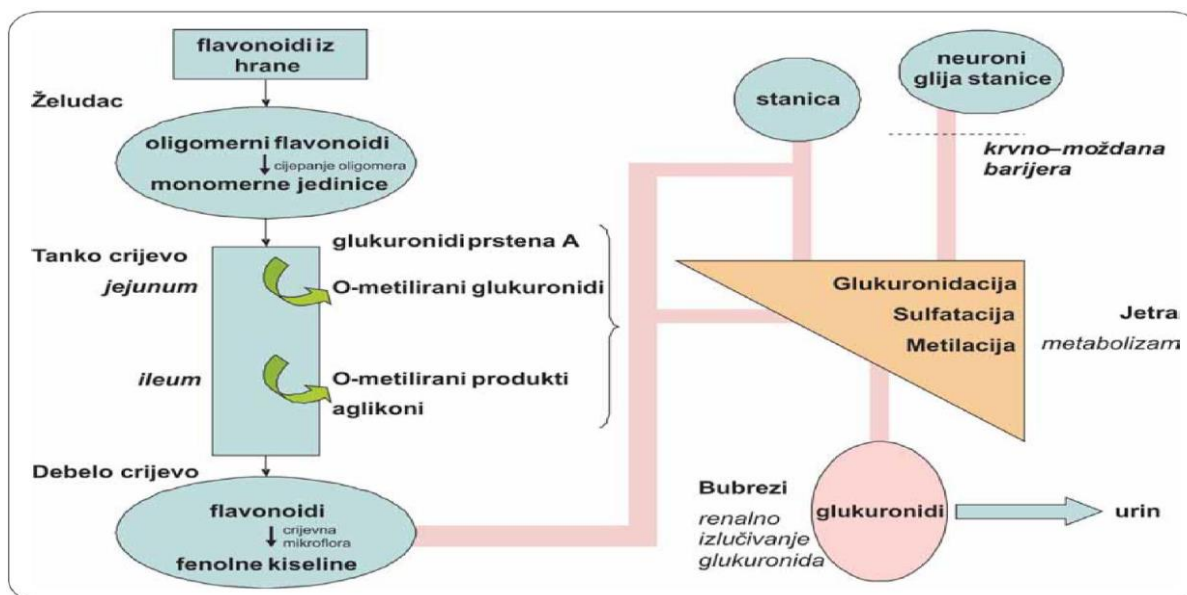 flavonoidi iz
hrane
Želudac
oligomerni flavonoidi
cijepanje oligomera
monomerne jedinice
Tanko crijevo
jejunum
glukuronidi prstena A
O-metilirani glukuronidi
ileum
O-metilirani produkti
aglikoni
Debelo crijevo
flavonoidi
crijevna
mikroflora
fenolne kiseline
stanica
neuroni
glija stanice
krvno–moždana
barijera
Glukuronidacija
Sulfatacija
Metilacija
Jetra
metabolizam
Bubrezi
renalno
izlučivanje
glukuronida
glukuronidi
urin